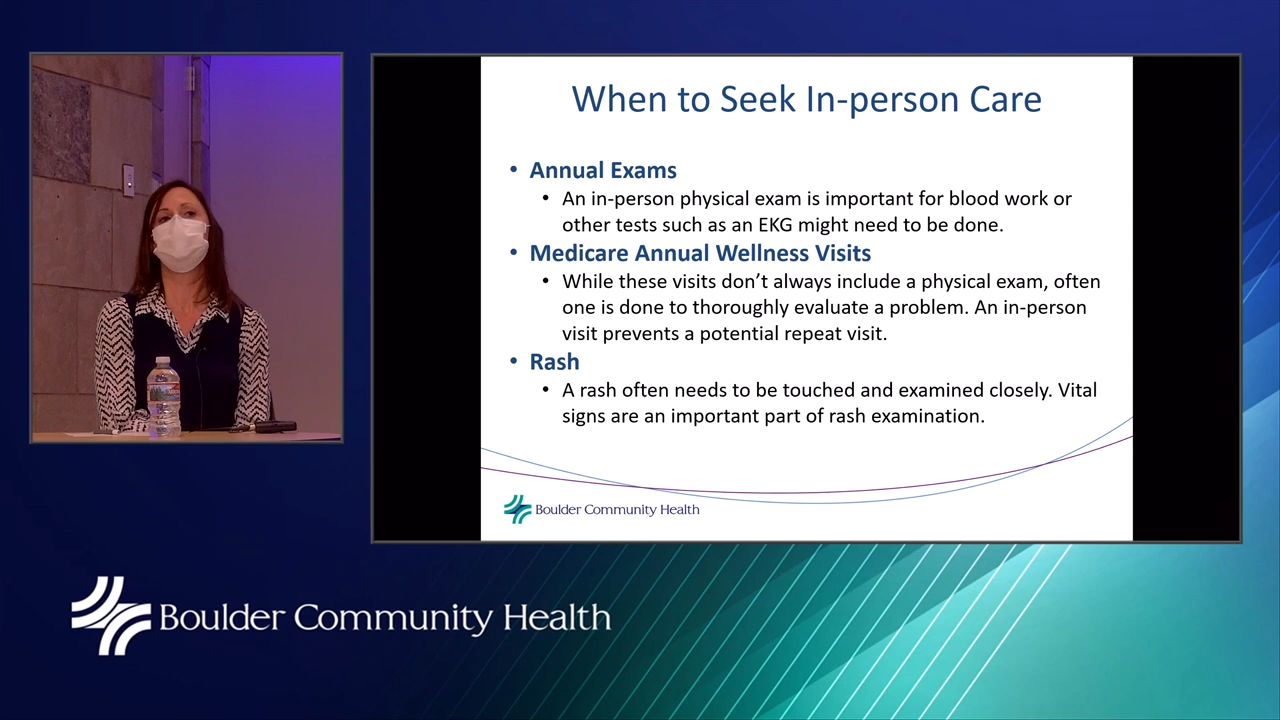 When to Seek In-person Care
• Annual Exams
• An in-person physical exam is important for blood work or
other tests such as an EKG might need to be done.
• Medicare Annual Wellness Visits
• While these visits don’t always include a physical exam, often
one is done to thoroughly evaluate a problem. An in-person
visit prevents a potential repeat visit.
• Rash
• A rash often needs to be touched and examined closely. Vital
signs are an important part of rash examination.
Boulder Community Health
Boulder Community Health